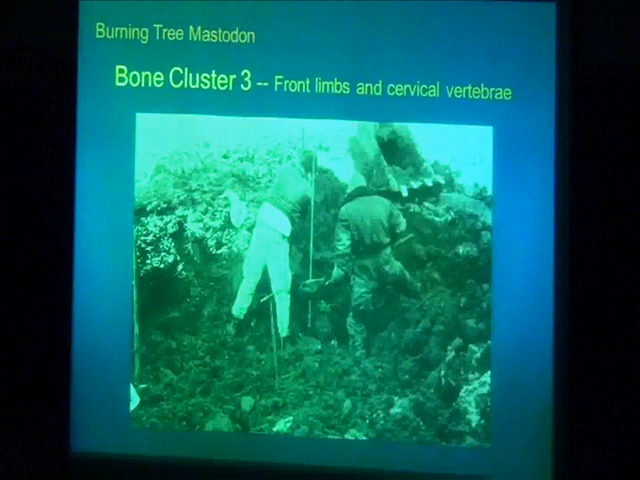 Burning Tree Mastodon
Bone Cluster 3 -- Front limbs and cervical vertebrae